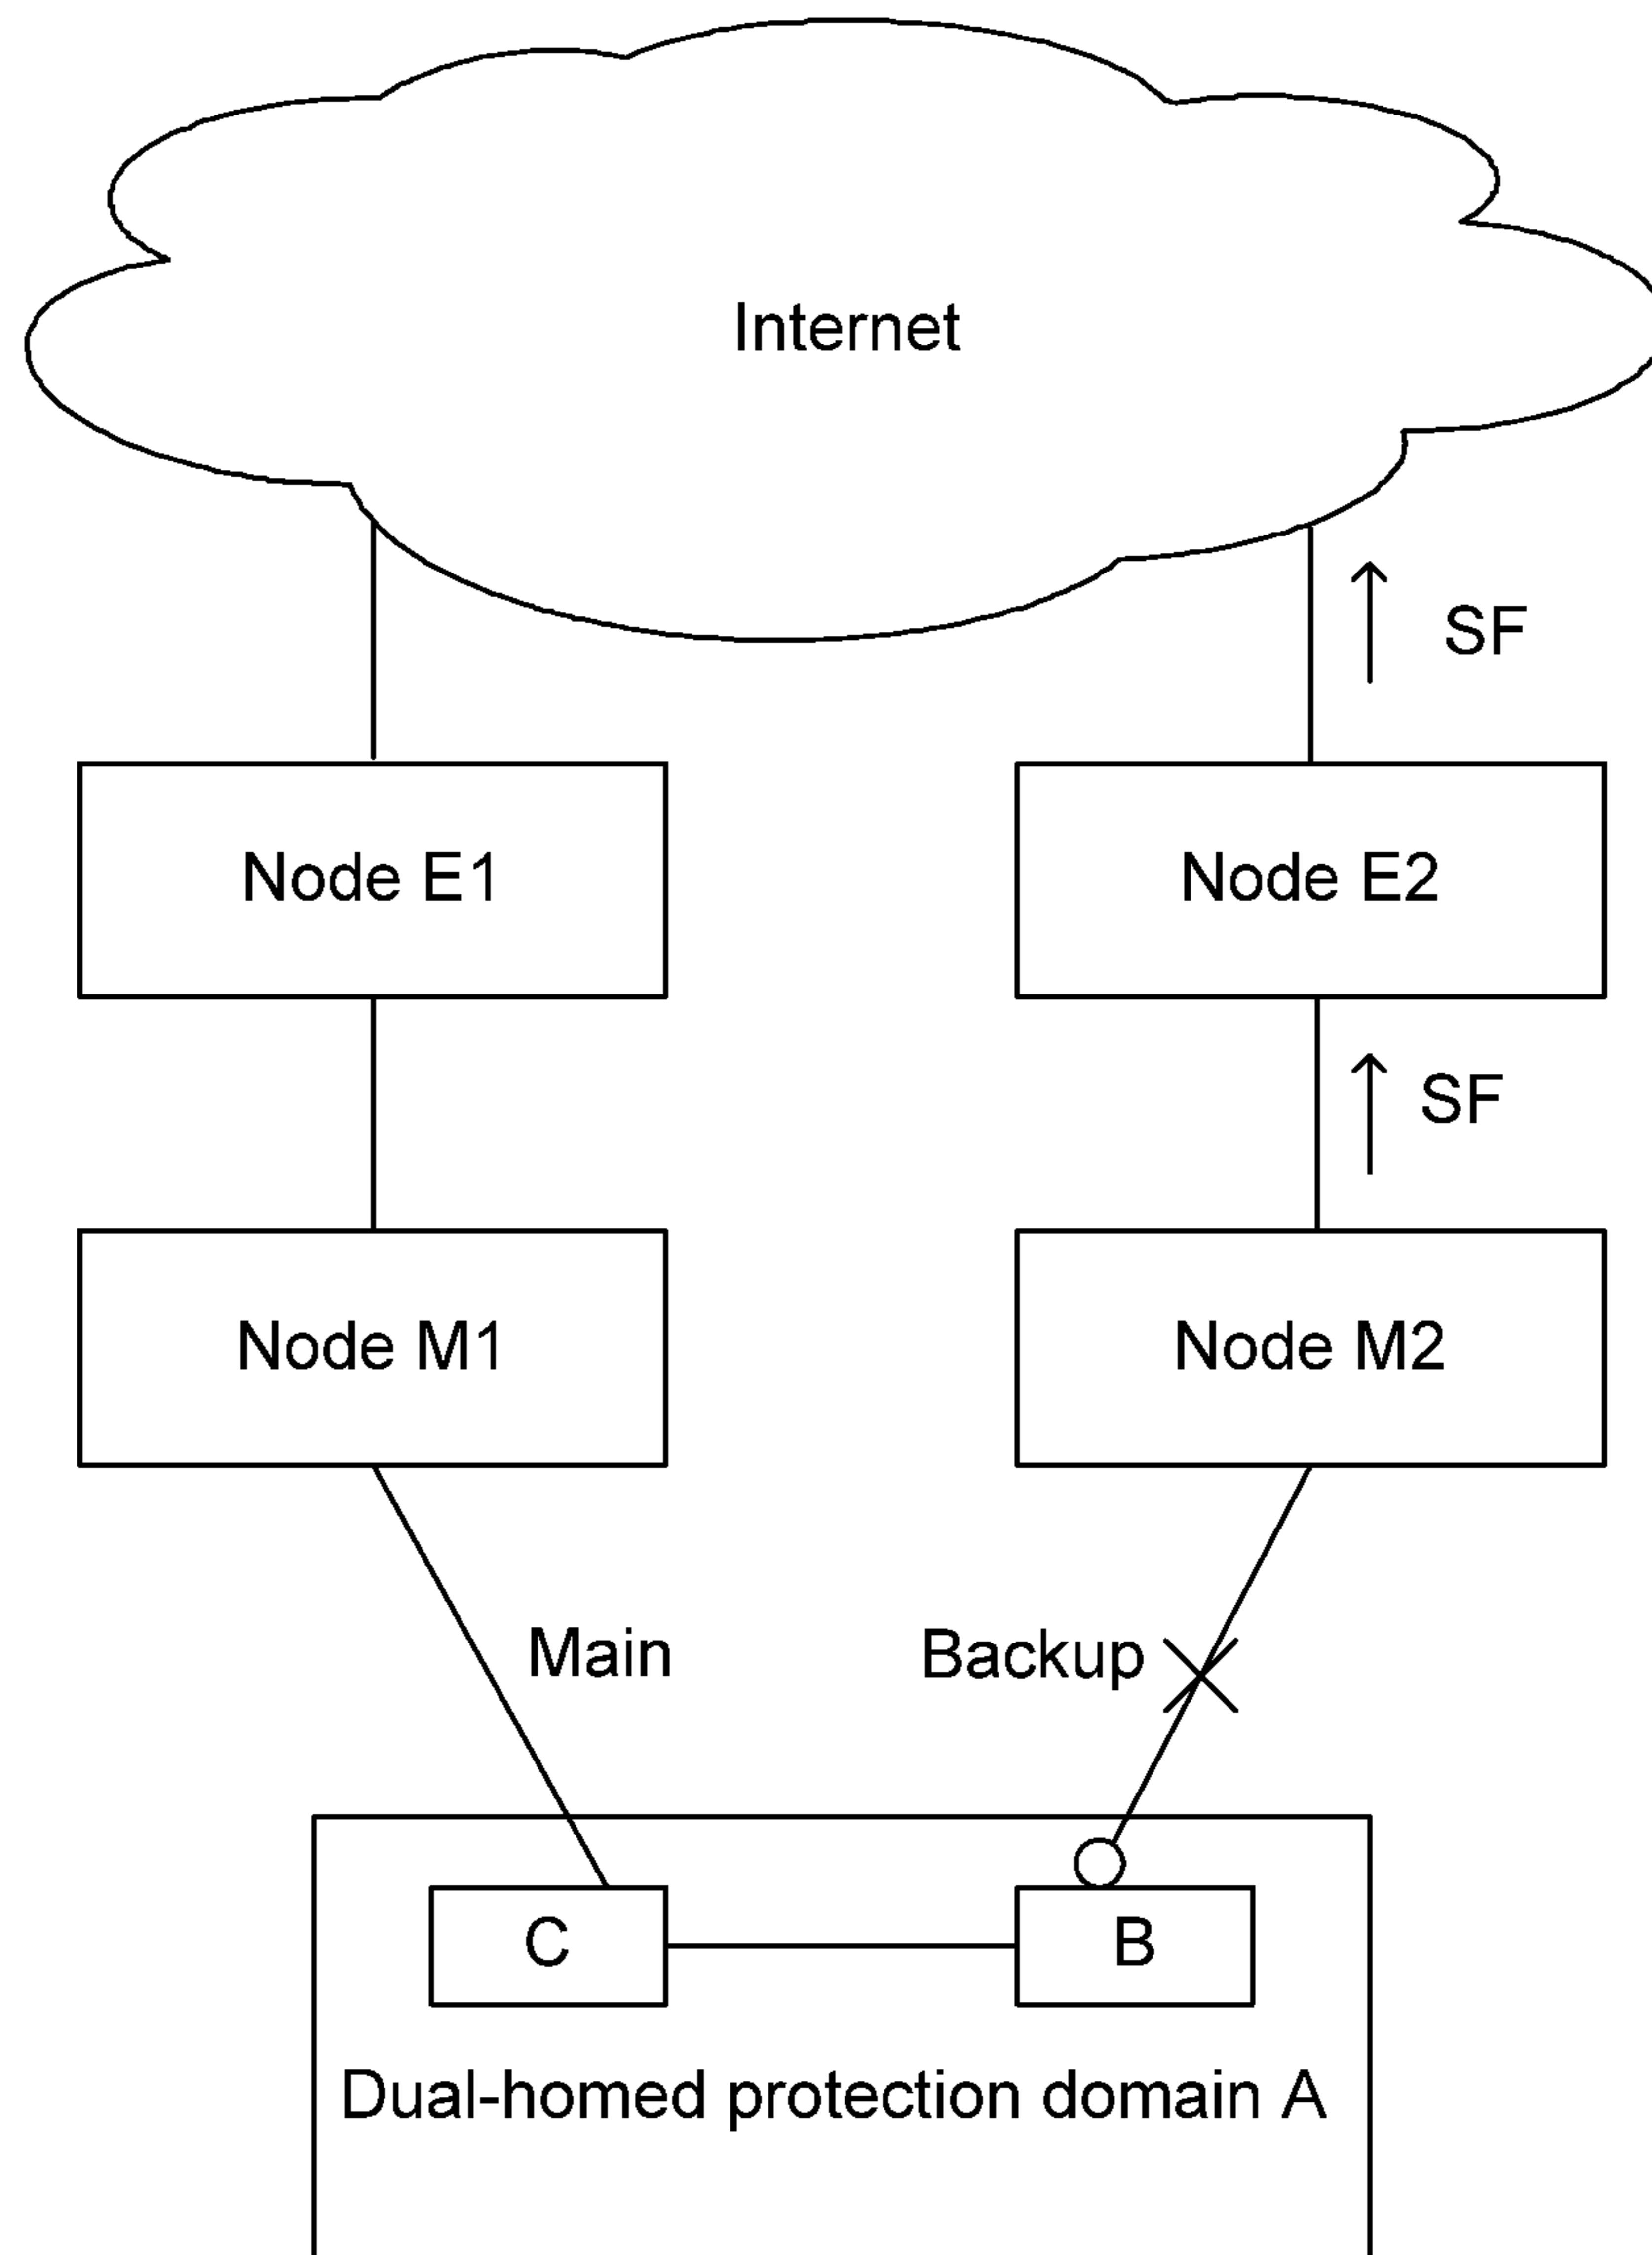 Internet
SF
Node E1
Node E2
SF
Node M1
Node M2
Main
Backup
C
B
Dual-homed protection domain A